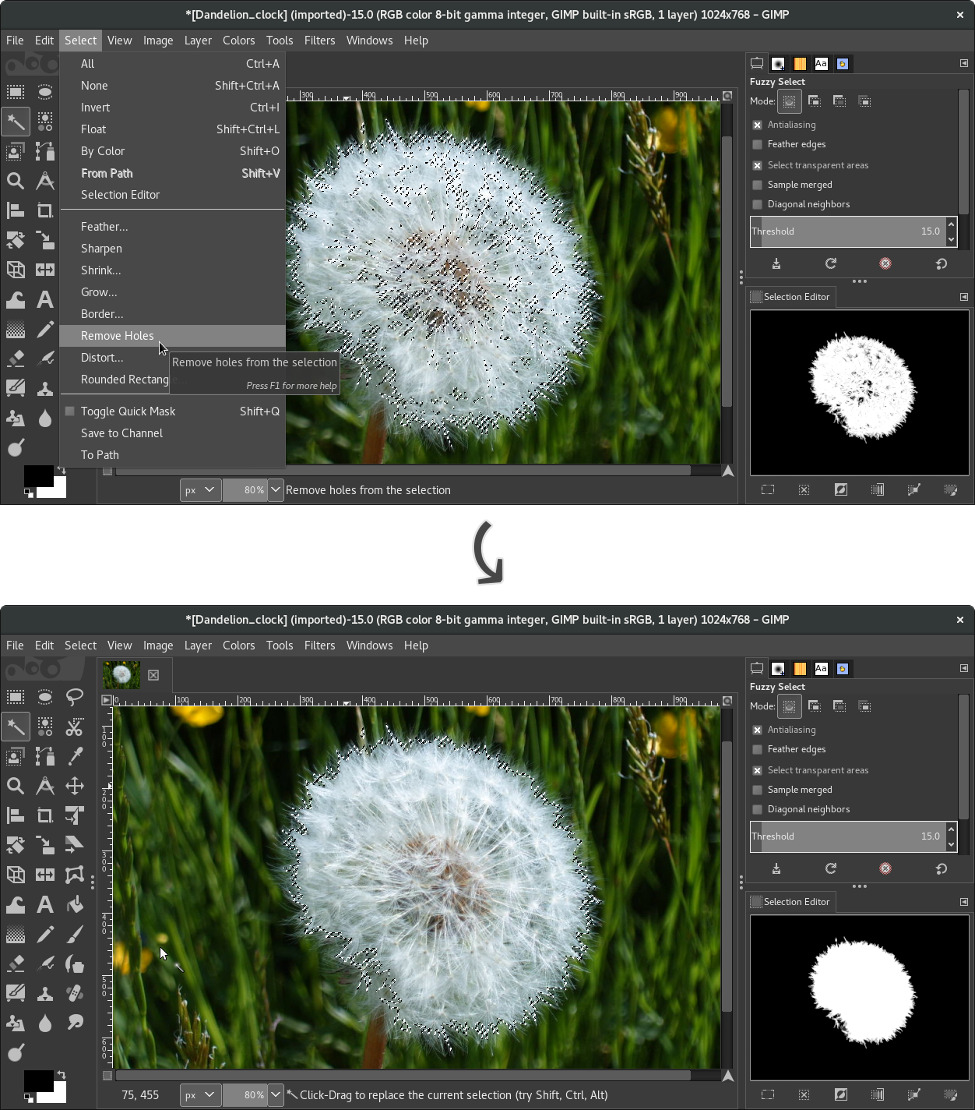 *[Dandelion_clock] (imported)-15.0 (RGB color 8-bit gamma integer, GIMP built-in sRGB, 1 layer) 1024x768 – GIMP
File Edit Select View Image Layer Colors Tools Filters Windows Help
All Ctrl+A
None Shift+Ctrl+A
Invert Ctrl+I
Float Shift+Ctrl+L
By Color Shift+O
From Path Shift+V
Selection Editor
Feather...
Sharpen
Shrink...
Grow...
Border...
Remove Holes
Distort...
Rounded Rectang
Toggle Quick Mask Shift+Q
Save to Channel
To Path
Remove holes from the selection
Press F1 for more help
300 400 500 600 700 800 900
px 80% Remove holes from the selection
Aa
Fuzzy Select
Mode:
Antialiasing
Feather edges
Select transparent areas
Sample merged
Diagonal neighbors
Threshold 15.0
Selection Editor
*[Dandelion_clock] (imported)-15.0 (RGB color 8-bit gamma integer, GIMP built-in sRGB, 1 layer) 1024x768 – GIMP
File Edit Select View Image Layer Colors Tools Filters Windows Help
0 100 200 300 400 500 600 700 800 900
100
200
300
400
500
600
75, 455 px 80% Click-Drag to replace the current selection (try Shift, Ctrl, Alt)
Aa
Fuzzy Select
Mode:
Antialiasing
Feather edges
Select transparent areas
Sample merged
Diagonal neighbors
Threshold 15.0
Selection Editor